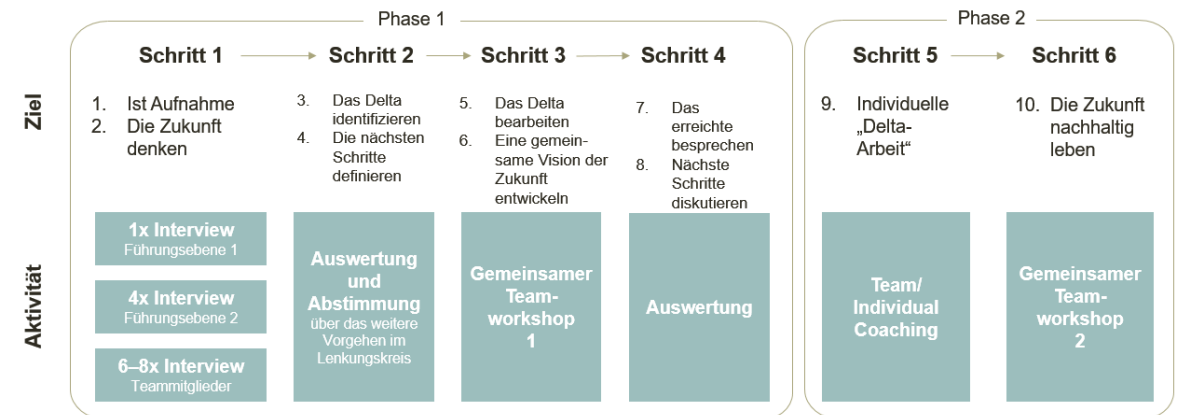 Phase 1
Phase 2
Schritt 1
Schritt 2
Schritt 3
Schritt 4
Schritt 5
Schritt 6
Ziel
1. Ist Aufnahme
2. Die Zukunft
denken
3. Das Delta
identifizieren
4. Die nächsten
Schritte
definieren
5. Das Delta
bearbeiten
6. Eine gemein-
same Vision der
Zukunft
entwickeln
7. Das
erreichte
besprechen
8. Nächste
Schritte
diskutieren
9. Individuelle
„Delta-
Arbeit“
10. Die Zukunft
nachhaltig
leben
Aktivität
1x Interview
Führungsebene 1
4x Interview
Führungsebene 2
6–8x Interview
Teammitglieder
Auswertung
und
Abstimmung
über das weitere
Vorgehen im
Lenkungskreis
Gemeinsamer
Team-
workshop
1
Auswertung
Team/
Individual
Coaching
Gemeinsamer
Team-
workshop
2